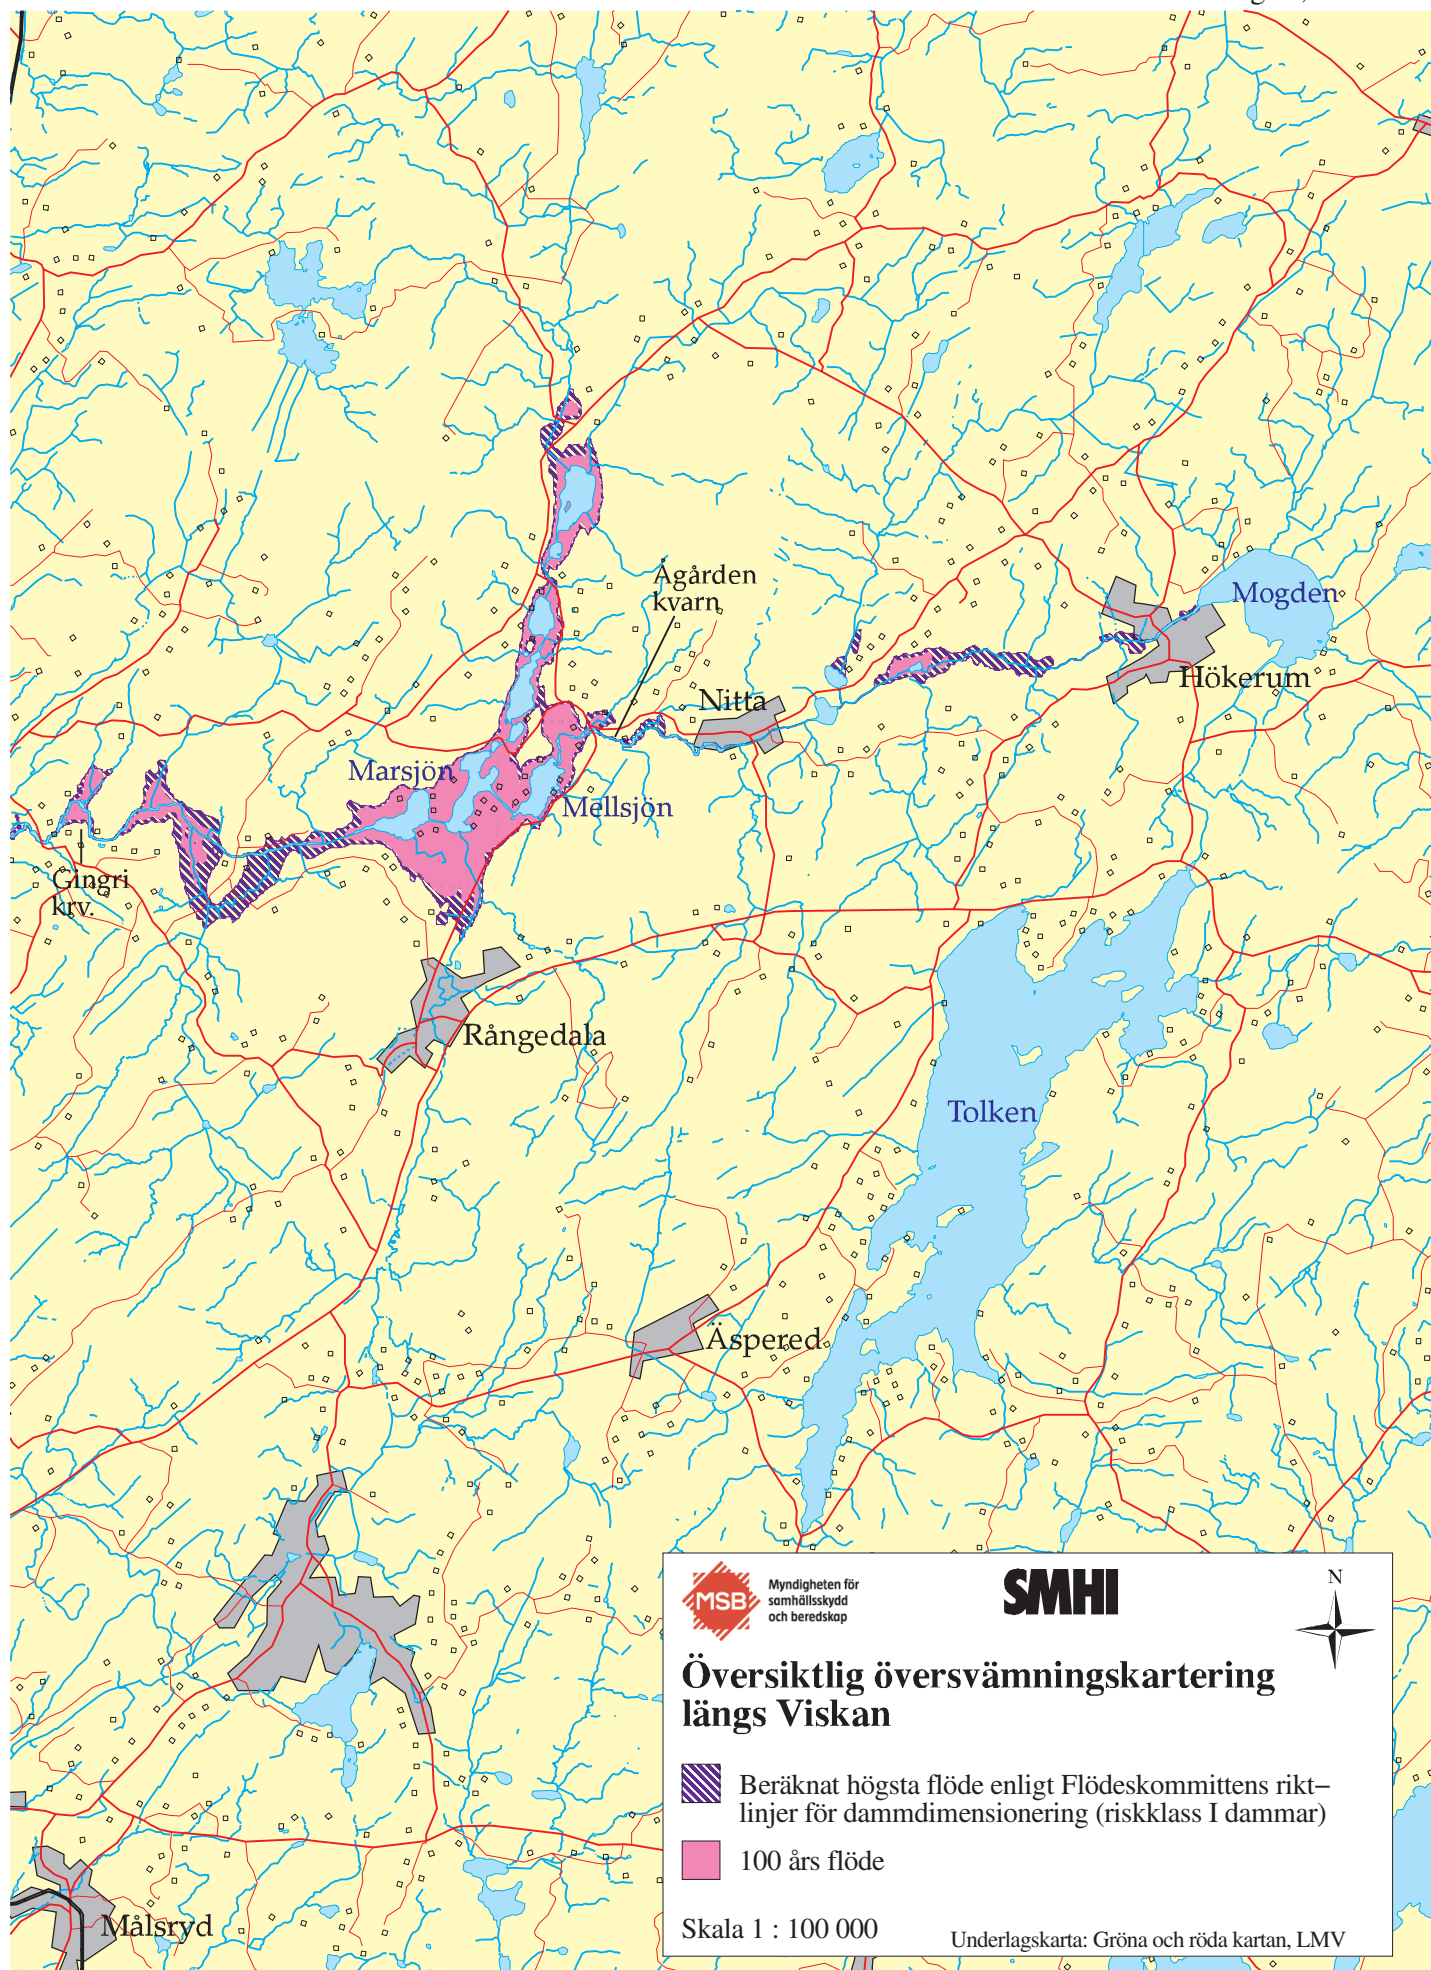 Ågården
kvarn
Mogden
Hökerum
Nitta
Marsjön
Mellsjön
Gingri
krv.
Rångedala
Tolken
Äspered
Målsryd
MSB
Myndigheten för
samhällsskydd
och beredskap
SMHI
N
Översiktlig översvämningskartering
längs Viskan
Beräknat högsta flöde enligt Flödeskommittens rikt–
linjer för dammdimensionering (riskklass I dammar)
100 års flöde
Skala 1 : 100 000
Underlagskarta: Gröna och röda kartan, LMV